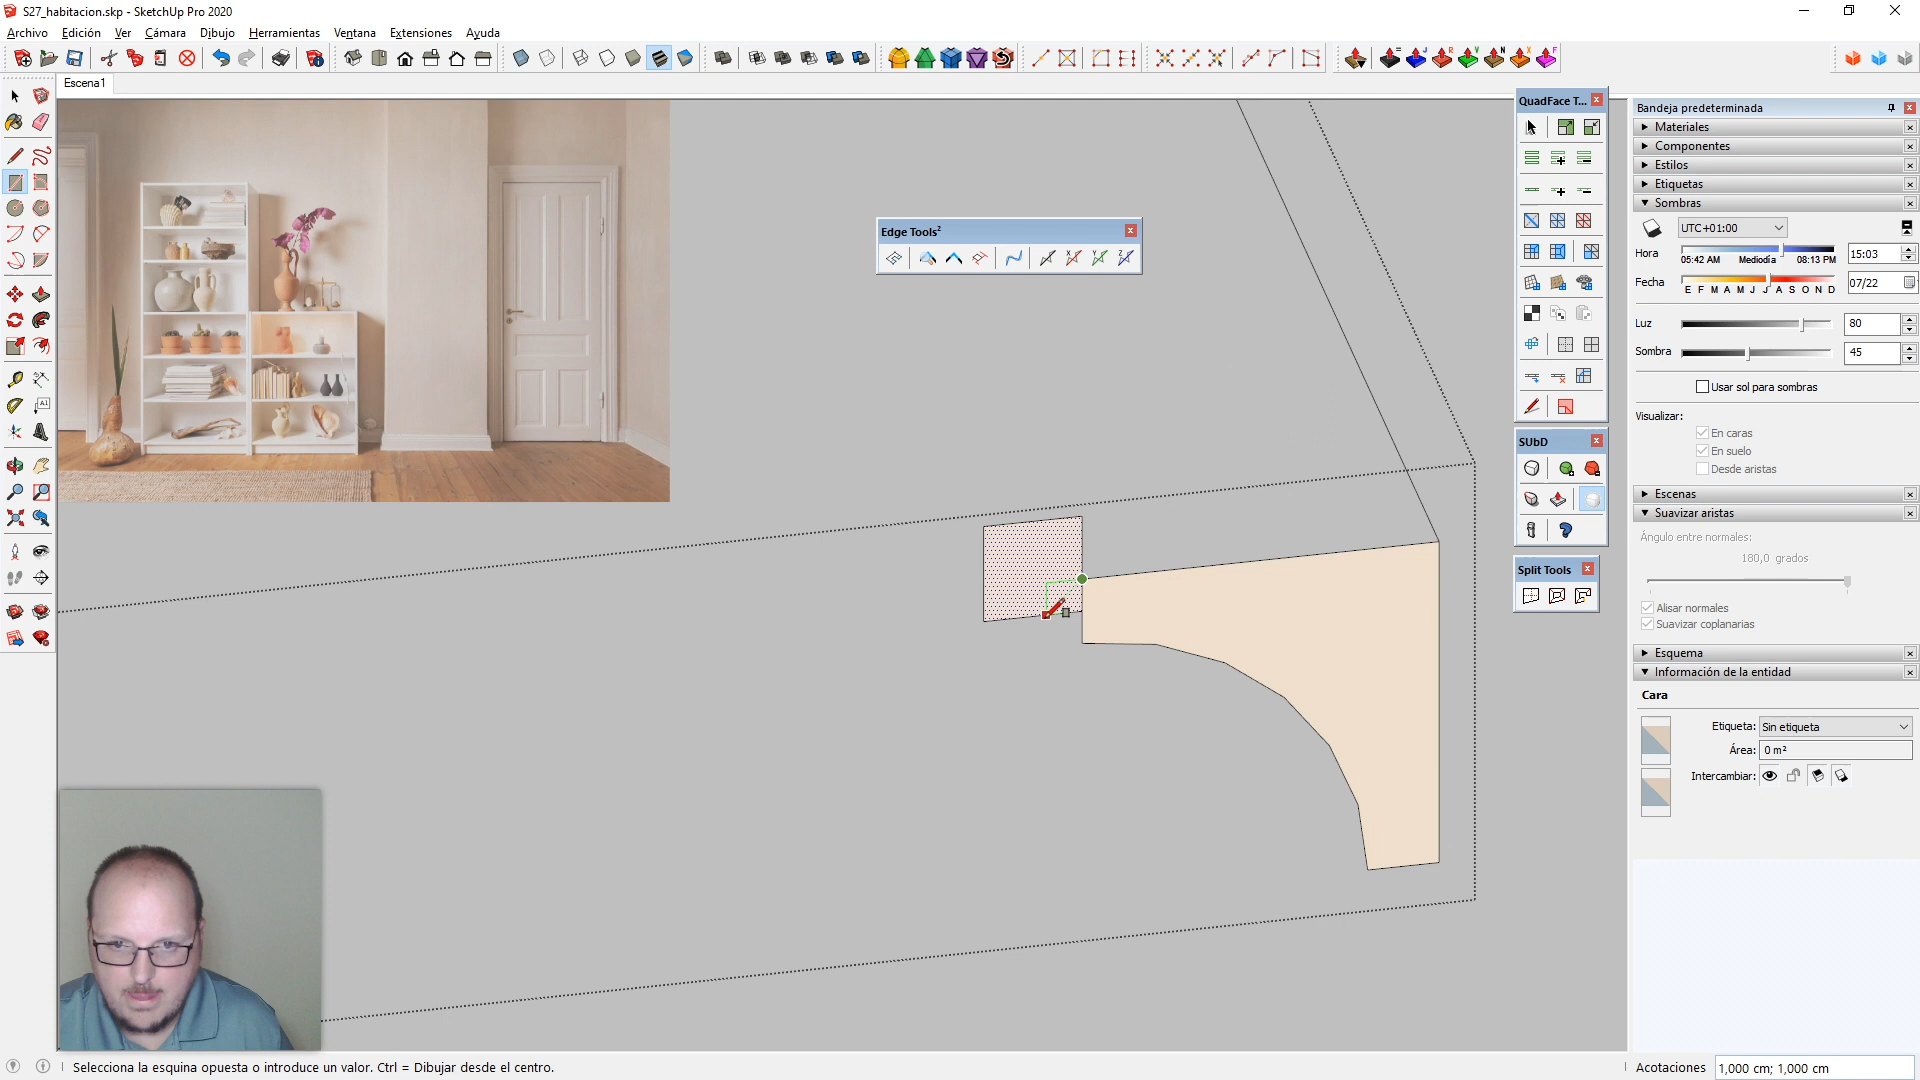 S27_habitacion.skp - SketchUp Pro 2020
Archivo Edición Ver Cámara Dibujo Herramientas Ventana Extensiones Ayuda
Escena1
QuadFace T...
Edge Tools²
SUbD
Split Tools
Bandeja predeterminada
Materiales
Componentes
Estilos
Etiquetas
Sombras
UTC+01:00
Hora
05:42 AM Mediodía 08:13 PM
15:03
Fecha
E F M A M J J A S O N D
07/22
Luz
80
Sombra
45
Usar sol para sombras
Visualizar:
En caras
En suelo
Desde aristas
Escenas
Suavizar aristas
Ángulo entre normales:
180,0 grados
Alisar normales
Suavizar coplanarias
Esquema
Información de la entidad
Cara
Etiqueta: Sin etiqueta
Área: 0 m²
Intercambiar:
Selecciona la esquina opuesta o introduce un valor. Ctrl = Dibujar desde el centro.
Acotaciones 1,000 cm; 1,000 cm